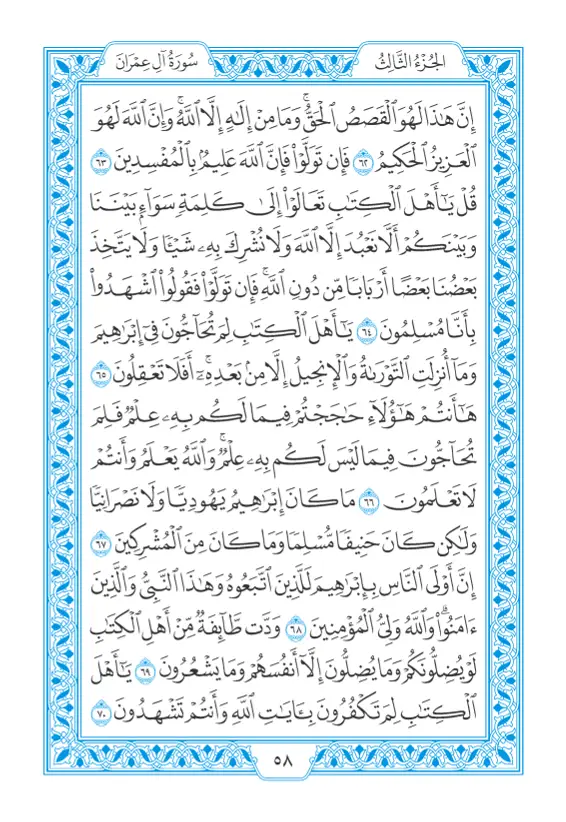 الجُزْءُ الثَّالِثُ
سُورَةُ آلِ عِمْرَانَ
إِنَّ هَٰذَا لَهُوَ ٱلْقَصَصُ ٱلْحَقُّۚ وَمَا مِنْ إِلَٰهٍ إِلَّا ٱللَّهُۚ وَإِنَّ ٱللَّهَ لَهُوَ
ٱلْعَزِيزُ ٱلْحَكِيمُ ٦٢ فَإِن تَوَلَّوْا۟ فَإِنَّ ٱللَّهَ عَلِيمٌۢ بِٱلْمُفْسِدِينَ ٦٣
قُلْ يَٰٓأَهْلَ ٱلْكِتَٰبِ تَعَالَوْا۟ إِلَىٰ كَلِمَةٍ سَوَآءٍۭ بَيْنَنَا
وَبَيْنَكُمْ أَلَّا نَعْبُدَ إِلَّا ٱللَّهَ وَلَا نُشْرِكَ بِهِۦ شَيْـًٔا وَلَا يَتَّخِذَ
بَعْضُنَا بَعْضًا أَرْبَابًا مِّن دُونِ ٱللَّهِۚ فَإِن تَوَلَّوْا۟ فَقُولُوا۟ ٱشْهَدُوا۟
بِأَنَّا مُسْلِمُونَ ٦٤ يَٰٓأَهْلَ ٱلْكِتَٰبِ لِمَ تُحَآجُّونَ فِىٓ إِبْرَٰهِيمَ
وَمَآ أُنزِلَتِ ٱلتَّوْرَىٰةُ وَٱلْإِنجِيلُ إِلَّا مِنۢ بَعْدِهِۦٓۚ أَفَلَا تَعْقِلُونَ ٦٥
هَٰٓأَنتُمْ هَٰٓؤُلَآءِ حَٰجَجْتُمْ فِيمَا لَكُم بِهِۦ عِلْمٌ فَلِمَ
تُحَآجُّونَ فِيمَا لَيْسَ لَكُم بِهِۦ عِلْمٌۚ وَٱللَّهُ يَعْلَمُ وَأَنتُمْ
لَا تَعْلَمُونَ ٦٦ مَا كَانَ إِبْرَٰهِيمُ يَهُودِيًّا وَلَا نَصْرَانِيًّا
وَلَٰكِن كَانَ حَنِيفًا مُّسْلِمًا وَمَا كَانَ مِنَ ٱلْمُشْرِكِينَ ٦٧
إِنَّ أَوْلَى ٱلنَّاسِ بِإِبْرَٰهِيمَ لَلَّذِينَ ٱتَّبَعُوهُ وَهَٰذَا ٱلنَّبِىُّ وَٱلَّذِينَ
ءَامَنُوا۟ۗ وَٱللَّهُ وَلِىُّ ٱلْمُؤْمِنِينَ ٦٨ وَدَّت طَّآئِفَةٌ مِّنْ أَهْلِ ٱلْكِتَٰبِ
لَوْ يُضِلُّونَكُمْ وَمَا يُضِلُّونَ إِلَّآ أَنفُسَهُمْ وَمَا يَشْعُرُونَ ٦٩ يَٰٓأَهْلَ
ٱلْكِتَٰبِ لِمَ تَكْفُرُونَ بِـَٔايَٰتِ ٱللَّهِ وَأَنتُمْ تَشْهَدُونَ ٧٠
٥٨